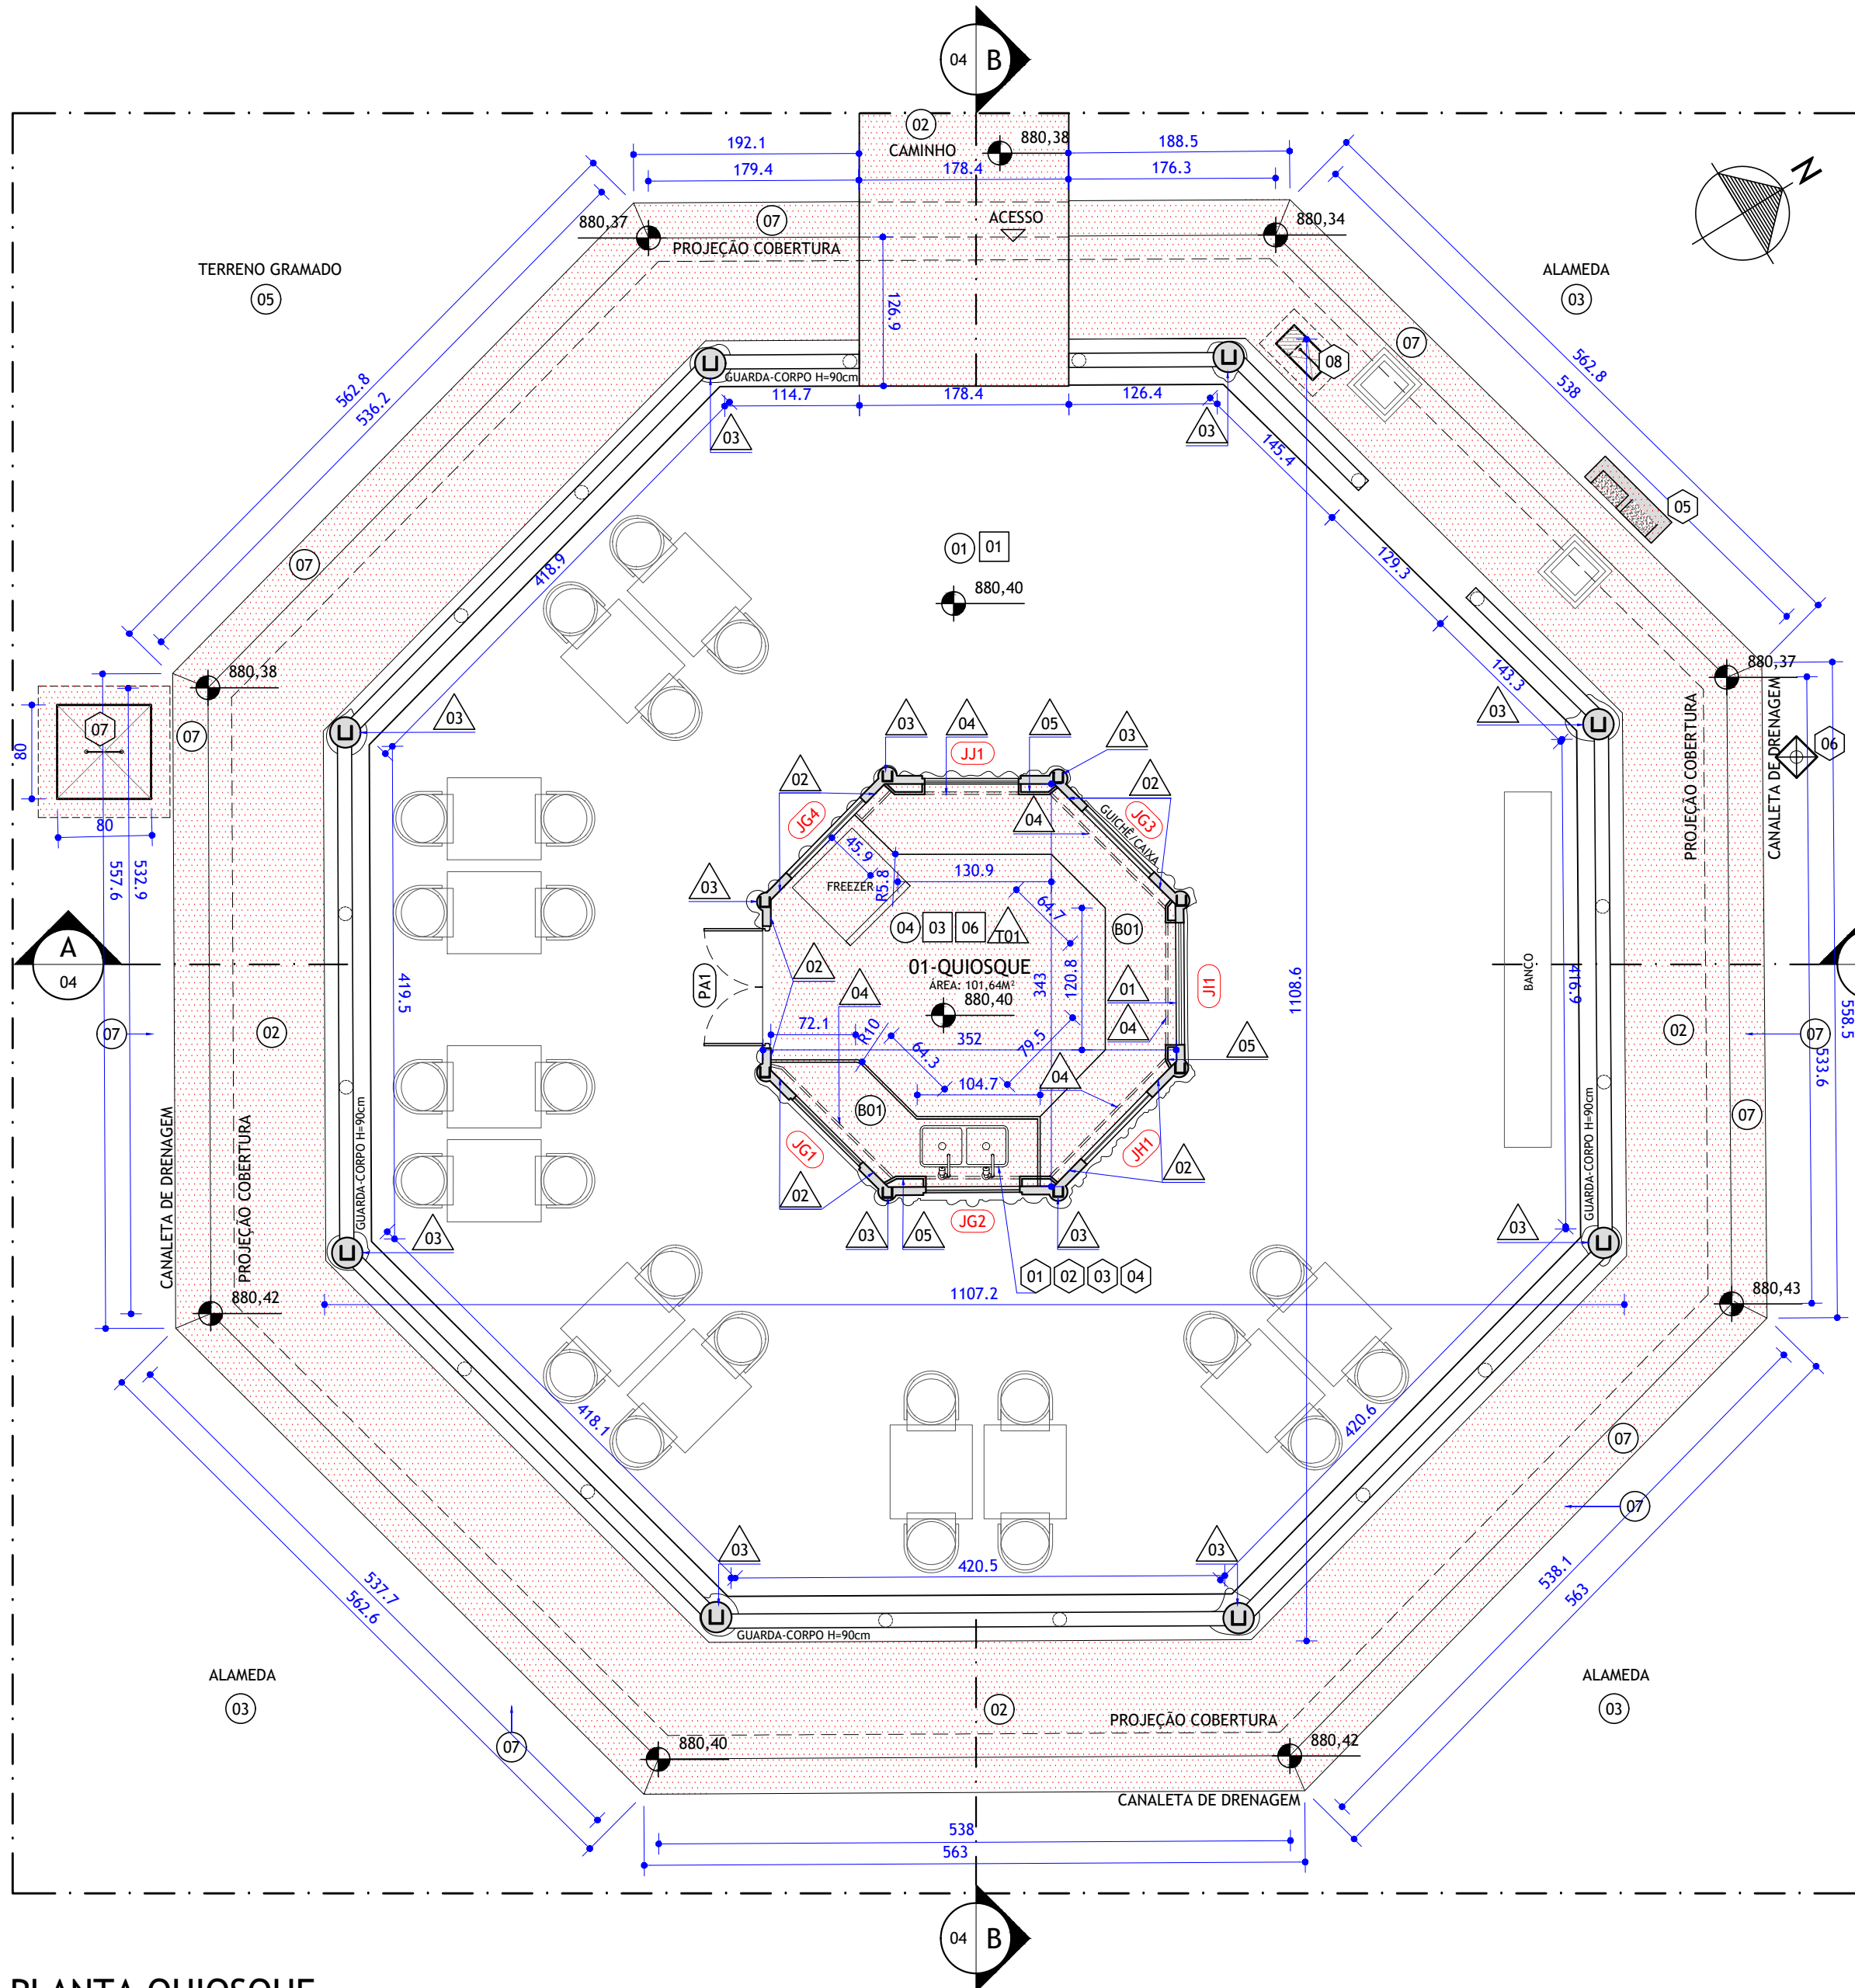 04 B
02
CAMINHO
880,38
192.1
188.5
179.4
178.4
176.3
N
880,37
07
PROJEÇÃO COBERTURA
ACESSO
880,34
TERRENO GRAMADO
05
ALAMEDA
03
126.9
562.8
536.2
562.8
538
07
08
GUARDA-CORPO H=90cm
114.7
178.4
126.4
03
03
145.4
05
07
418.9
01
01
880,40
129.3
880,38
880,37
143.3
07
07
80
80
557.6
532.9
03
03
04
05
03
03
JJ1
02
02
JG4
04
JG3
GUICHÊ/CAIXA
06
PROJEÇÃO COBERTURA
CANALETA DE DRENAGEM
45.9
FREEZER
R5.8
130.9
64.7
03
04
03
06
T01
B01
A
04
PA1
02
01-QUIOSQUE
ÁREA: 101,64M²
880,40
343
120.8
01
04
JI1
1108.6
BANCO
416.9
419.5
04
72.1
R10
352
64.3
79.5
104.7
04
05
07
02
02
07
558.5
533.6
B01
JG1
JH1
02
02
JG2
03
05
03
01
02
03
04
07
CANALETA DE DRENAGEM
PROJEÇÃO COBERTURA
GUARDA-CORPO H=90cm
GUARDA-CORPO H=90cm
03
03
880,42
880,43
1107.2
418.1
420.6
07
03
03
420.5
07
GUARDA-CORPO H=90cm
537.7
562.6
538.1
563
ALAMEDA
03
ALAMEDA
03
02
PROJEÇÃO COBERTURA
07
880,40
880,42
CANALETA DE DRENAGEM
538
563
04 B
PLANTA QUIOSQUE